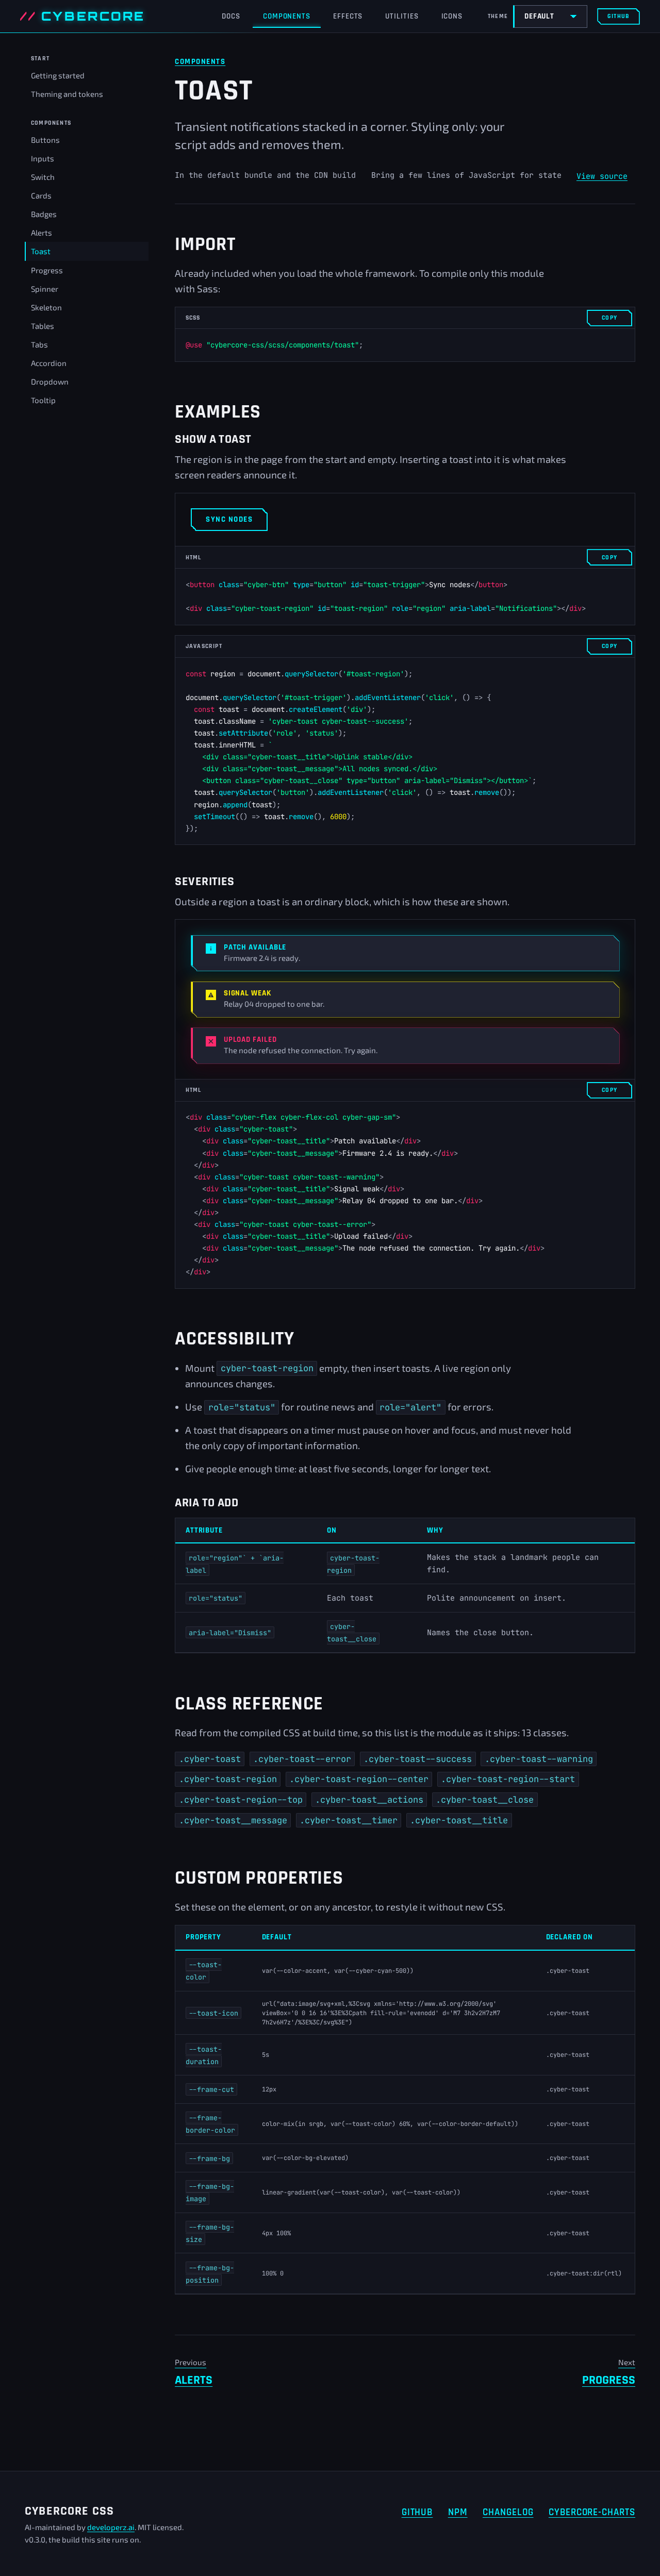 // CYBERCORE
DOCS COMPONENTS EFFECTS UTILITIES ICONS THEME DEFAULT GITHUB
START
Getting started
Theming and tokens
COMPONENTS
Buttons
Inputs
Switch
Cards
Badges
Alerts
Toast
Progress
Spinner
Skeleton
Tables
Tabs
Accordion
Dropdown
Tooltip
COMPONENTS
TOAST
Transient notifications stacked in a corner. Styling only: your
script adds and removes them.
In the default bundle and the CDN build Bring a few lines of JavaScript for state View source
IMPORT
Already included when you load the whole framework. To compile only this module
with Sass:
SCSS COPY
@use "cybercore-css/scss/components/toast";
EXAMPLES
SHOW A TOAST
The region is in the page from the start and empty. Inserting a toast into it is what makes
screen readers announce it.
SYNC NODES
HTML COPY
<button class="cyber-btn" type="button" id="toast-trigger">Sync nodes</button>
<div class="cyber-toast-region" id="toast-region" role="region" aria-label="Notifications"></div>
JAVASCRIPT COPY
const region = document.querySelector('#toast-region');
document.querySelector('#toast-trigger').addEventListener('click', () => {
const toast = document.createElement('div');
toast.className = 'cyber-toast cyber-toast--success';
toast.setAttribute('role', 'status');
toast.innerHTML = `
<div class="cyber-toast__title">Uplink stable</div>
<div class="cyber-toast__message">All nodes synced.</div>
<button class="cyber-toast__close" type="button" aria-label="Dismiss"></button>`;
toast.querySelector('button').addEventListener('click', () => toast.remove());
region.append(toast);
setTimeout(() => toast.remove(), 6000);
});
SEVERITIES
Outside a region a toast is an ordinary block, which is how these are shown.
PATCH AVAILABLE
Firmware 2.4 is ready.
SIGNAL WEAK
Relay 04 dropped to one bar.
UPLOAD FAILED
The node refused the connection. Try again.
HTML COPY
<div class="cyber-flex cyber-flex-col cyber-gap-sm">
<div class="cyber-toast">
<div class="cyber-toast__title">Patch available</div>
<div class="cyber-toast__message">Firmware 2.4 is ready.</div>
</div>
<div class="cyber-toast cyber-toast--warning">
<div class="cyber-toast__title">Signal weak</div>
<div class="cyber-toast__message">Relay 04 dropped to one bar.</div>
</div>
<div class="cyber-toast cyber-toast--error">
<div class="cyber-toast__title">Upload failed</div>
<div class="cyber-toast__message">The node refused the connection. Try again.</div>
</div>
</div>
ACCESSIBILITY
• Mount cyber-toast-region empty, then insert toasts. A live region only
announces changes.
• Use role="status" for routine news and role="alert" for errors.
• A toast that disappears on a timer must pause on hover and focus, and must never hold
the only copy of important information.
• Give people enough time: at least five seconds, longer for longer text.
ARIA TO ADD
ATTRIBUTE ON WHY
role="region"` + `aria-
label
cyber-toast-
region
Makes the stack a landmark people can
find.
role="status" Each toast Polite announcement on insert.
aria-label="Dismiss"
cyber-
toast__close
Names the close button.
CLASS REFERENCE
Read from the compiled CSS at build time, so this list is the module as it ships: 13 classes.
.cyber-toast .cyber-toast--error .cyber-toast--success .cyber-toast--warning
.cyber-toast-region .cyber-toast-region--center .cyber-toast-region--start
.cyber-toast-region--top .cyber-toast__actions .cyber-toast__close
.cyber-toast__message .cyber-toast__timer .cyber-toast__title
CUSTOM PROPERTIES
Set these on the element, or on any ancestor, to restyle it without new CSS.
PROPERTY DEFAULT DECLARED ON
--toast-
color
var(--color-accent, var(--cyber-cyan-500)) .cyber-toast
--toast-icon
url("data:image/svg+xml,%3Csvg xmlns='http://www.w3.org/2000/svg'
viewBox='0 0 16 16'%3E%3Cpath fill-rule='evenodd' d='M7 3h2v2H7zM7
7h2v6H7z'/%3E%3C/svg%3E")
.cyber-toast
--toast-
duration
5s .cyber-toast
--frame-cut 12px .cyber-toast
--frame-
border-color
color-mix(in srgb, var(--toast-color) 60%, var(--color-border-default)) .cyber-toast
--frame-bg var(--color-bg-elevated) .cyber-toast
--frame-bg-
image
linear-gradient(var(--toast-color), var(--toast-color)) .cyber-toast
--frame-bg-
size
4px 100% .cyber-toast
--frame-bg-
position
100% 0 .cyber-toast:dir(rtl)
Previous
ALERTS
Next
PROGRESS
CYBERCORE CSS
AI-maintained by developerz.ai. MIT licensed.
v0.3.0, the build this site runs on.
GITHUB NPM CHANGELOG CYBERCORE-CHARTS